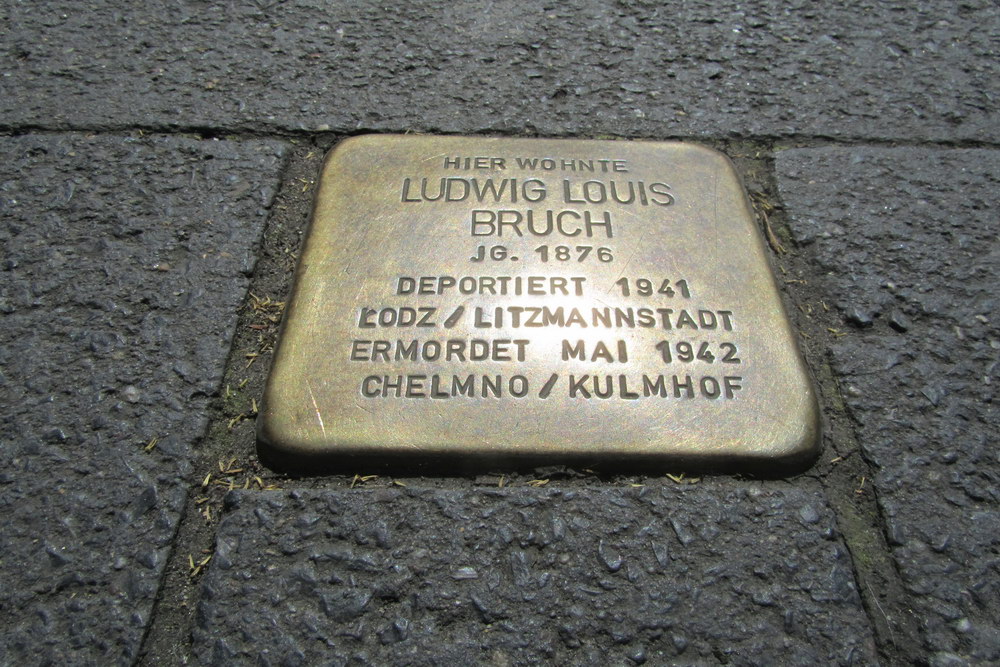 HIER WOHNTE
LUDWIG LOUIS
BRUCH
JG. 1876
DEPORTIERT 1941
ŁODZ/LITZMANNSTADT
ERMORDET MAI 1942
CHELMNO/KULMHOF